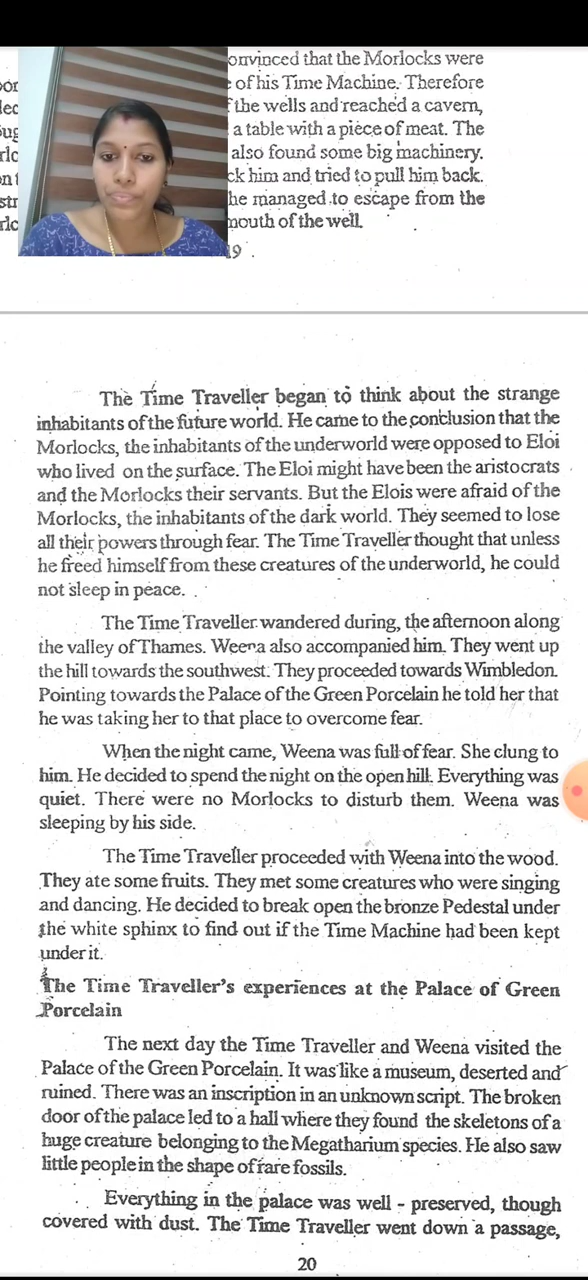 onvinced that the Morlocks were
of his Time Machine. Therefore
the wells and reached a cavern,
a table with a piece of meat. The
also found some big machinery.
ck him and tried to pull him back.
he managed to escape from the
mouth of the well.
19
The Time Traveller began to think about the strange
inhabitants of the future world. He came to the conclusion that the
Morlocks, the inhabitants of the underworld were opposed to Eloi
who lived on the surface. The Eloi might have been the aristocrats
and the Morlocks their servants. But the Elois were afraid of the
Morlocks, the inhabitants of the dark world. They seemed to lose
all their powers through fear. The Time Traveller thought that unless
he freed himself from these creatures of the underworld, he could
not sleep in peace.
The Time Traveller wandered during, the afternoon along
the valley of Thames. Weena also accompanied him. They went up
the hill towards the southwest. They proceeded towards Wimbledon.
Pointing towards the Palace of the Green Porcelain he told her that
he was taking her to that place to overcome fear.
When the night came, Weena was full of fear. She clung to
him. He decided to spend the night on the open hill. Everything was
quiet. There were no Morlocks to disturb them. Weena was
sleeping by his side.
The Time Traveller proceeded with Weena into the wood.
They ate some fruits. They met some creatures who were singing
and dancing. He decided to break open the bronze Pedestal under
the white sphinx to find out if the Time Machine had been kept
under it.
The Time Traveller's experiences at the Palace of Green
Porcelain
The next day the Time Traveller and Weena visited the
Palace of the Green Porcelain. It was like a museum, deserted and
ruined. There was an inscription in an unknown script. The broken
door of the palace led to a hall where they found the skeletons of a
huge creature belonging to the Megatharium species. He also saw
little people in the shape of rare fossils.
Everything in the palace was well - preserved, though
covered with dust. The Time Traveller went down a passage,
20